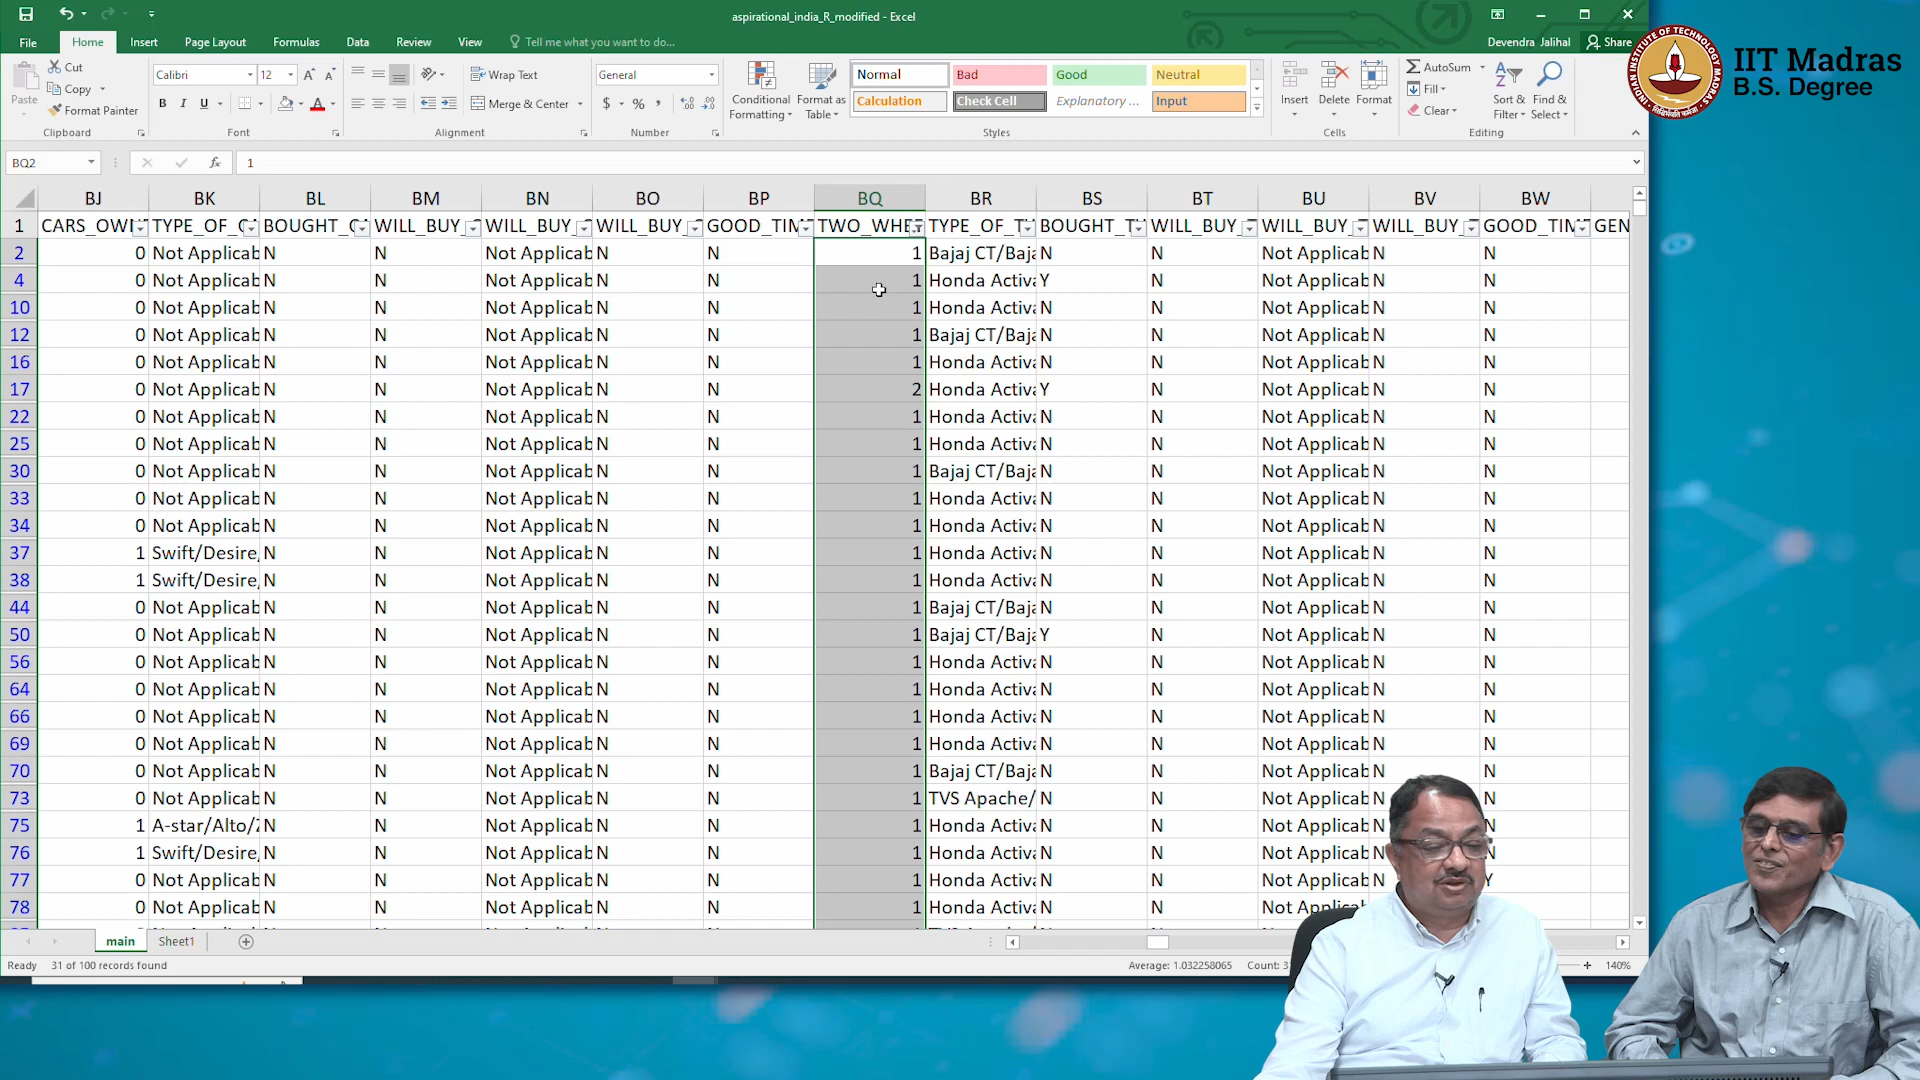 aspirational_india_R_modified - Excel
File Home Insert Page Layout Formulas Data Review View Tell me what you want to do... Devendra Jalihal Share
IIT Madras
B.S. Degree
INDIAN INSTITUTE OF TECHNOLOGY MADRAS
Paste Cut Copy Format Painter Clipboard
Calibri 12 B I U Font
Wrap Text Merge & Center Alignment
General $ % , Number
Conditional Formatting Format as Table
Normal Bad Good Neutral
Calculation Check Cell Explanatory ... Input
Styles
Insert Delete Format Cells
AutoSum Fill Clear Sort & Filter Find & Select Editing
BQ2 fx 1
BJ BK BL BM BN BO BP BQ BR BS BT BU BV BW
1 CARS_OWN TYPE_OF_C BOUGHT_C WILL_BUY_ WILL_BUY_ WILL_BUY_ GOOD_TIM TWO_WHE TYPE_OF_T BOUGHT_T WILL_BUY_T WILL_BUY_T WILL_BUY_T GOOD_TIM GEN
2 0 Not Applicab N N Not Applicab N N 1 Bajaj CT/Baja N N Not Applicab N N
4 0 Not Applicab N N Not Applicab N N 1 Honda Activa Y N Not Applicab N N
10 0 Not Applicab N N Not Applicab N N 1 Honda Activa N N Not Applicab N N
12 0 Not Applicab N N Not Applicab N N 1 Bajaj CT/Baja N N Not Applicab N N
16 0 Not Applicab N N Not Applicab N N 1 Honda Activa N N Not Applicab N N
17 0 Not Applicab N N Not Applicab N N 2 Honda Activa Y N Not Applicab N N
22 0 Not Applicab N N Not Applicab N N 1 Honda Activa N N Not Applicab N N
25 0 Not Applicab N N Not Applicab N N 1 Honda Activa N N Not Applicab N N
30 0 Not Applicab N N Not Applicab N N 1 Bajaj CT/Baja N N Not Applicab N N
33 0 Not Applicab N N Not Applicab N N 1 Honda Activa N N Not Applicab N N
34 0 Not Applicab N N Not Applicab N N 1 Honda Activa N N Not Applicab N N
37 1 Swift/Desire, N N Not Applicab N N 1 Honda Activa N N Not Applicab N N
38 1 Swift/Desire, N N Not Applicab N N 1 Honda Activa N N Not Applicab N N
44 0 Not Applicab N N Not Applicab N N 1 Bajaj CT/Baja N N Not Applicab N N
50 0 Not Applicab N N Not Applicab N N 1 Bajaj CT/Baja Y N Not Applicab N N
56 0 Not Applicab N N Not Applicab N N 1 Honda Activa N N Not Applicab N N
64 0 Not Applicab N N Not Applicab N N 1 Honda Activa N N Not Applicab N N
66 0 Not Applicab N N Not Applicab N N 1 Honda Activa N N Not Applicab N N
69 0 Not Applicab N N Not Applicab N N 1 Honda Activa N N Not Applicab N N
70 0 Not Applicab N N Not Applicab N N 1 Bajaj CT/Baja N N Not Applicab N N
73 0 Not Applicab N N Not Applicab N N 1 TVS Apache/ N N Not Applicab N N
75 1 A-star/Alto/ N N Not Applicab N N 1 Honda Activa N N Not Applicab N
76 1 Swift/Desire, N N Not Applicab N N 1 Honda Activa N N Not Applicab N
77 0 Not Applicab N N Not Applicab N N 1 Honda Activa N N Not Applicab N Y
78 0 Not Applicab N N Not Applicab N N 1 Honda Activa N N Not Applicab
main Sheet1
Ready 31 of 100 records found Average: 1.032258065 Count: 140%